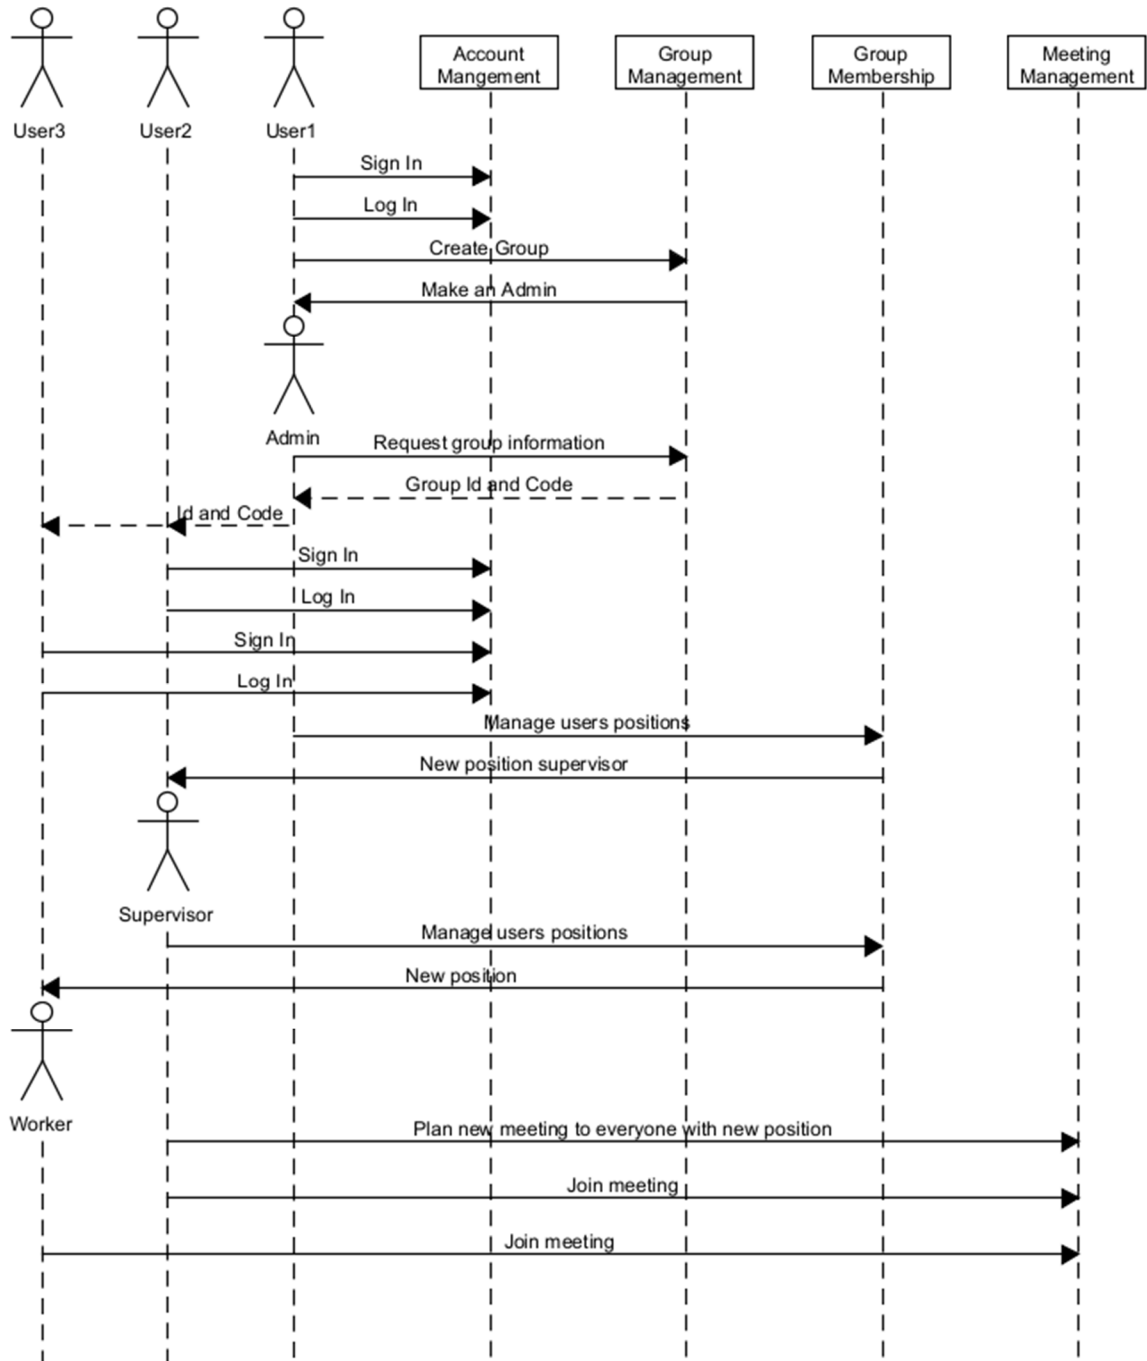 Account
Mangement
Group
Management
Group
Membership
Meeting
Management
User3
User2
User1
Sign In
Log In
Create Group
Make an Admin
Admin
Request group information
Group Id and Code
Id and Code
Sign In
Log In
Sign In
Log In
Manage users positions
New position supervisor
Supervisor
Manage users positions
New position
Worker
Plan new meeting to everyone with new position
Join meeting
Join meeting